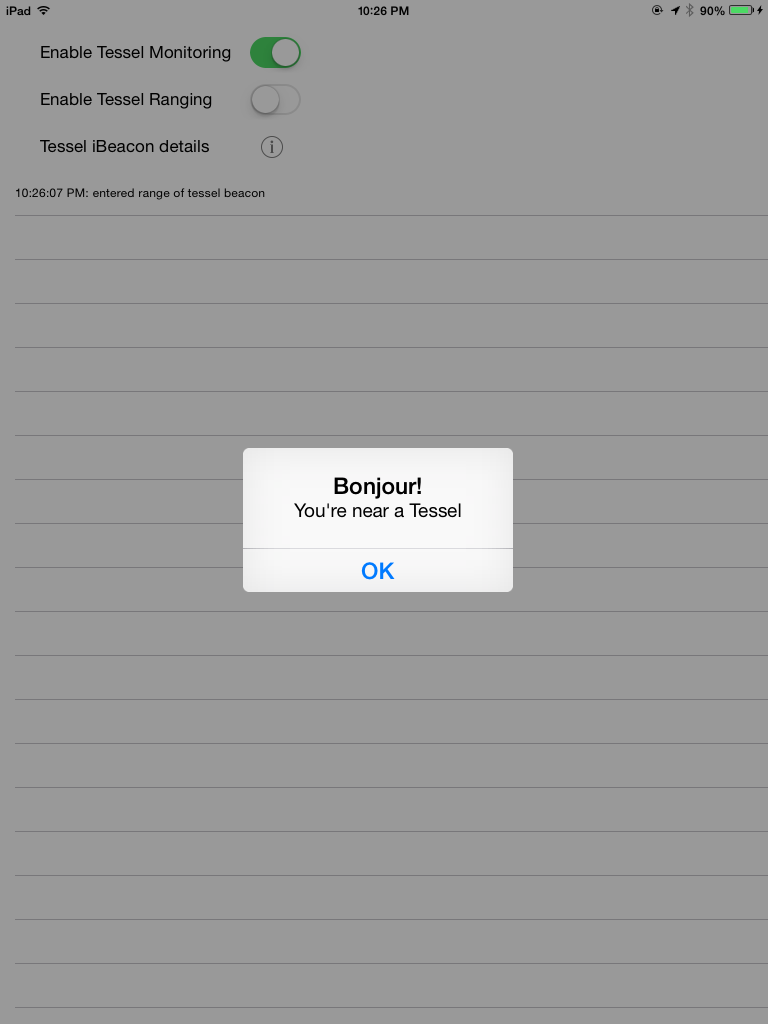 iPad 10:26 PM 90%
Enable Tessel Monitoring
Enable Tessel Ranging
Tessel iBeacon details
10:26:07 PM: entered range of tessel beacon
Bonjour!
You're near a Tessel
OK